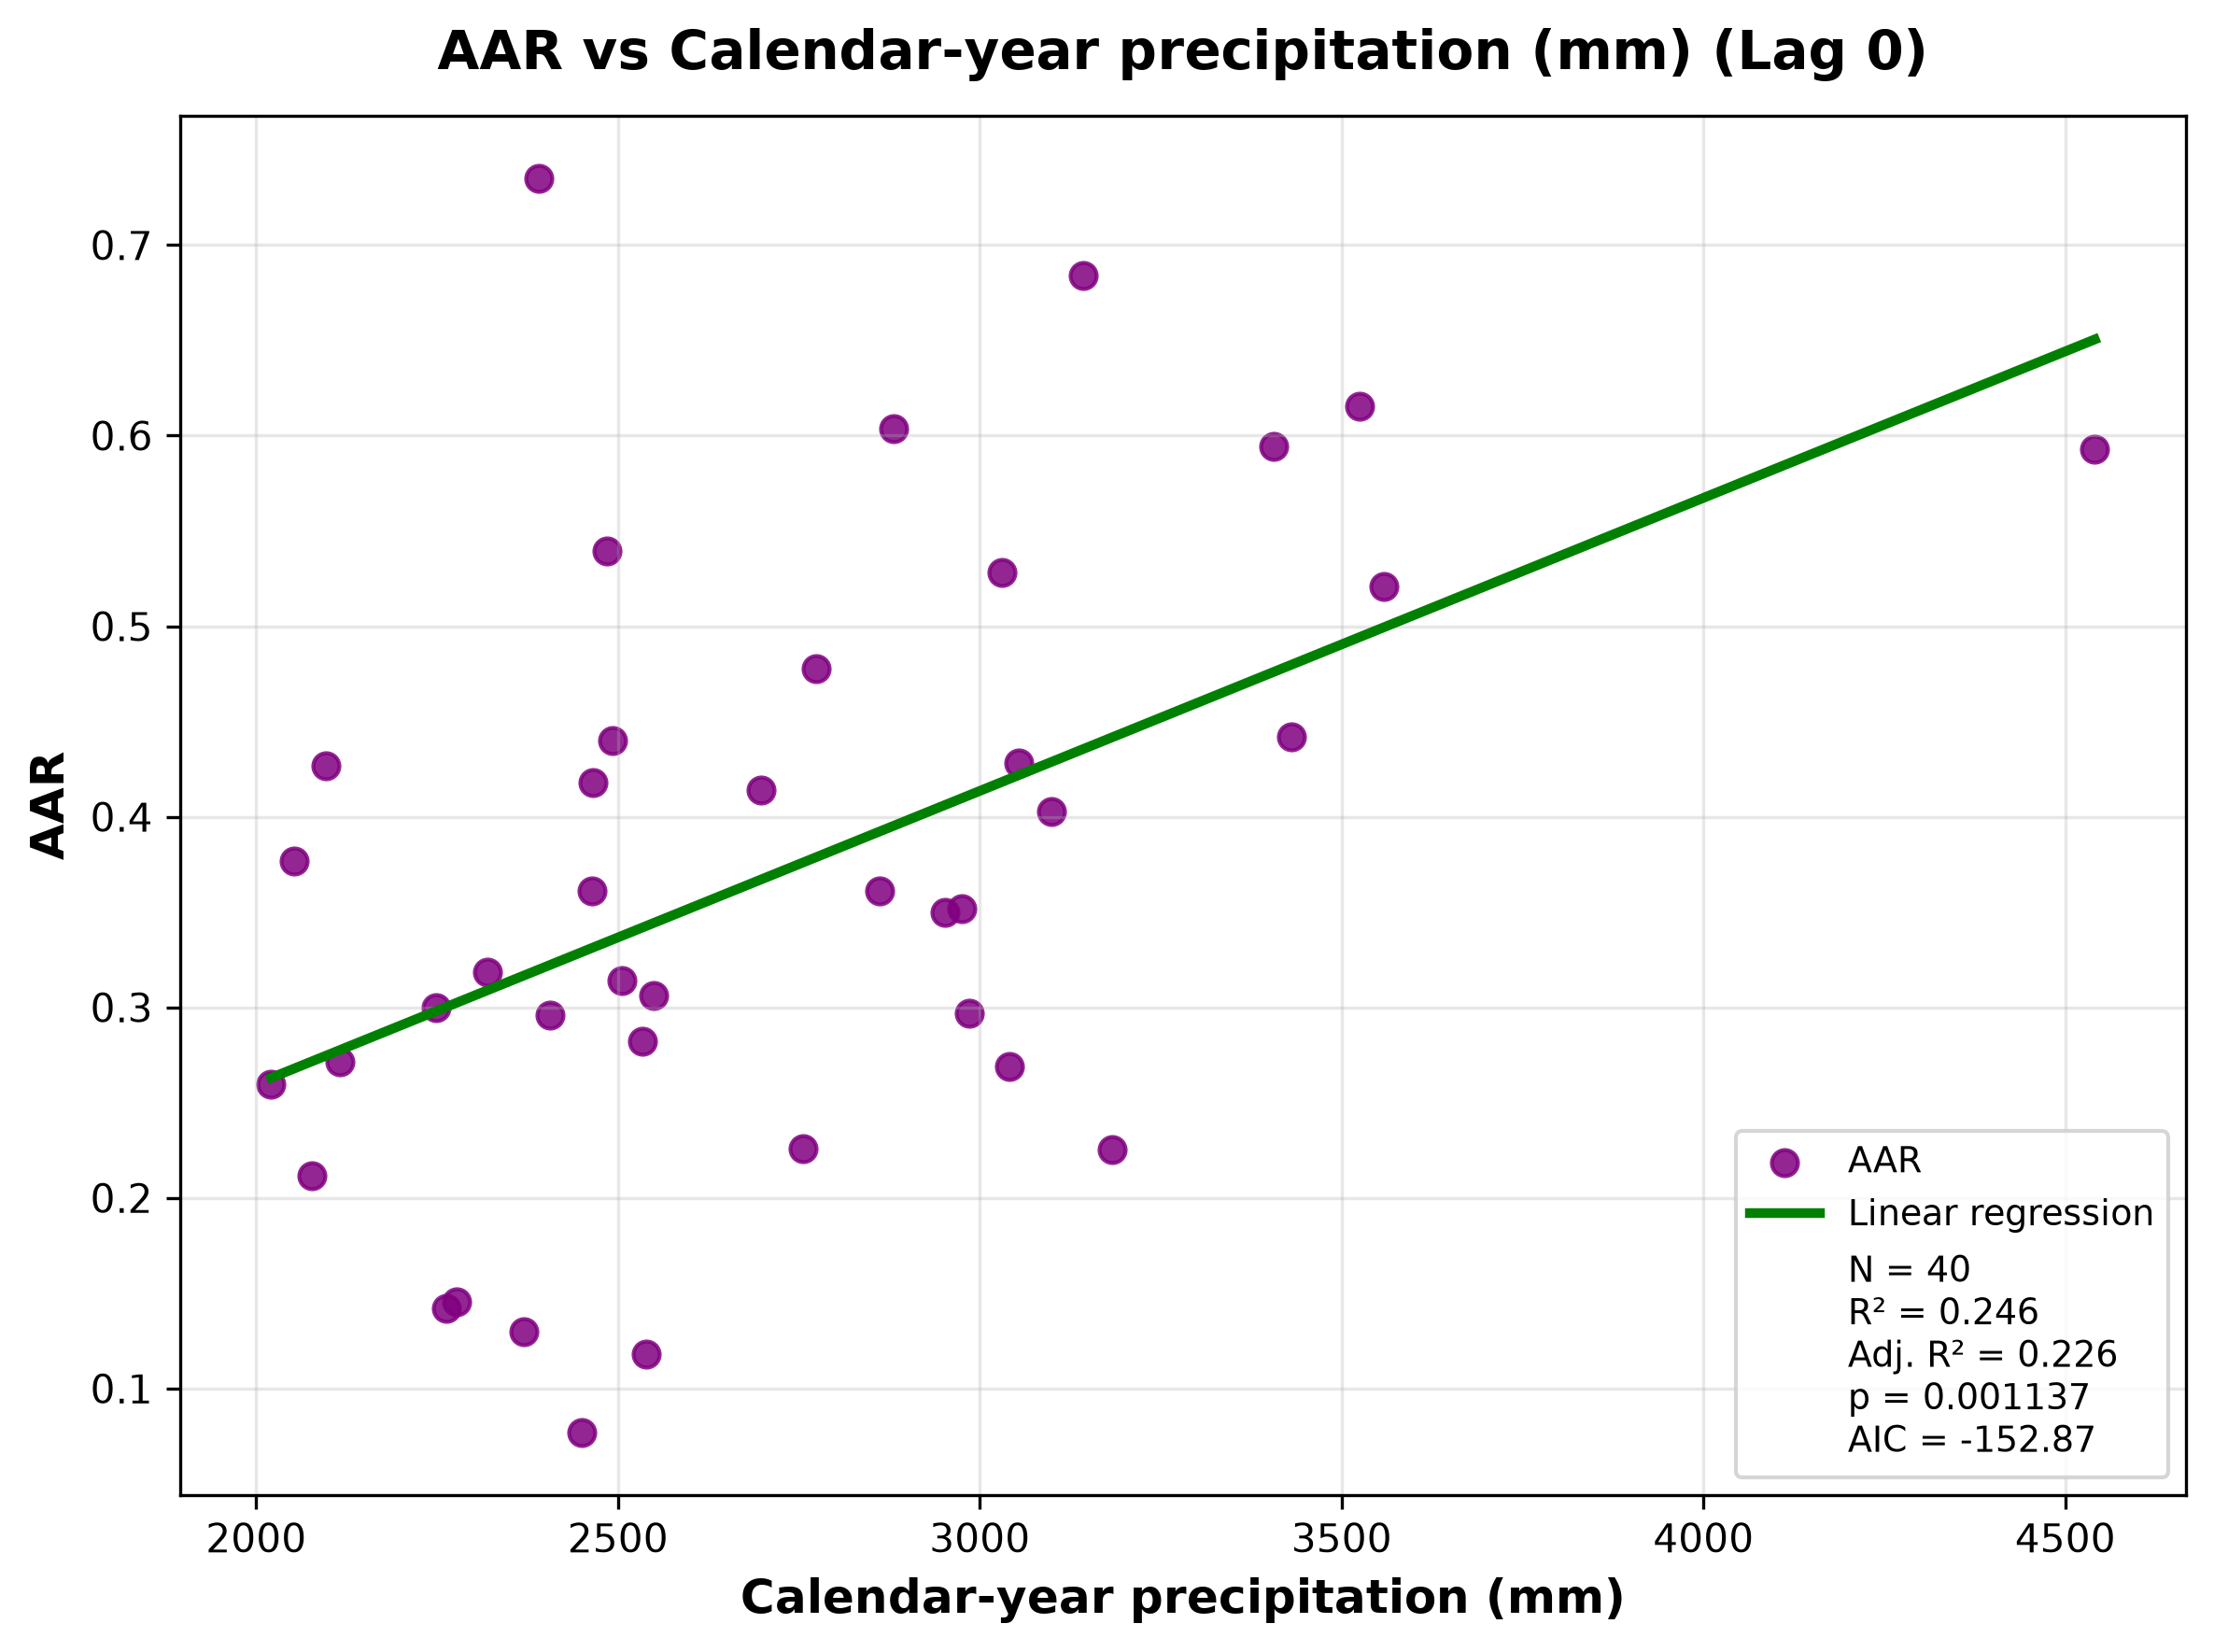 AAR vs Calendar-year precipitation (mm) (Lag 0)
0.7
0.6
0.5
0.4
0.3
0.2
0.1
AAR
2000 2500 3000 3500 4000 4500
Calendar-year precipitation (mm)
AAR
Linear regression
N = 40
R² = 0.246
Adj. R² = 0.226
p = 0.001137
AIC = -152.87